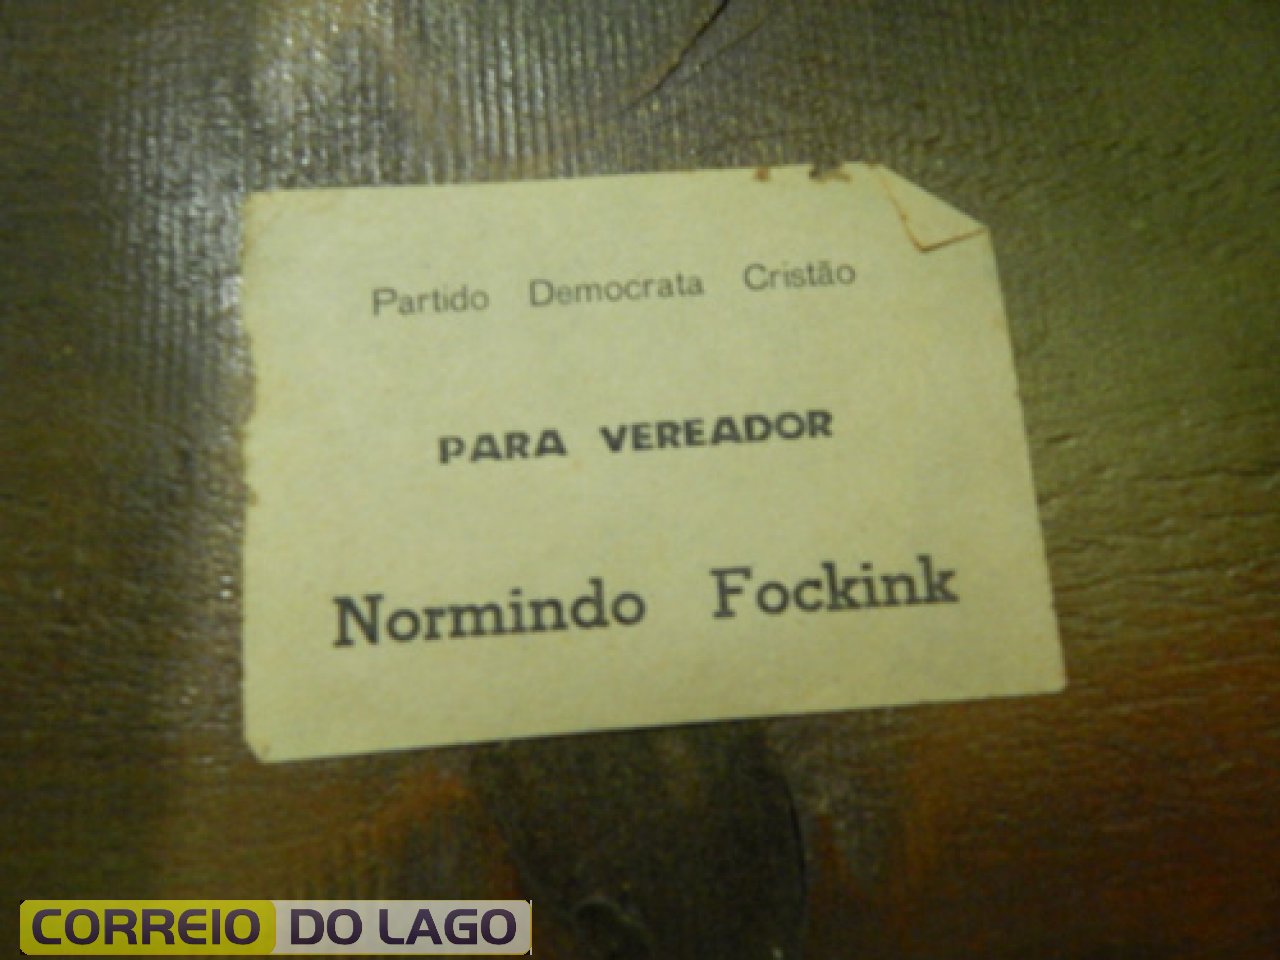 Partido Democrata Cristão
PARA VEREADOR
Normindo Fockink
CORREIO DO LAGO